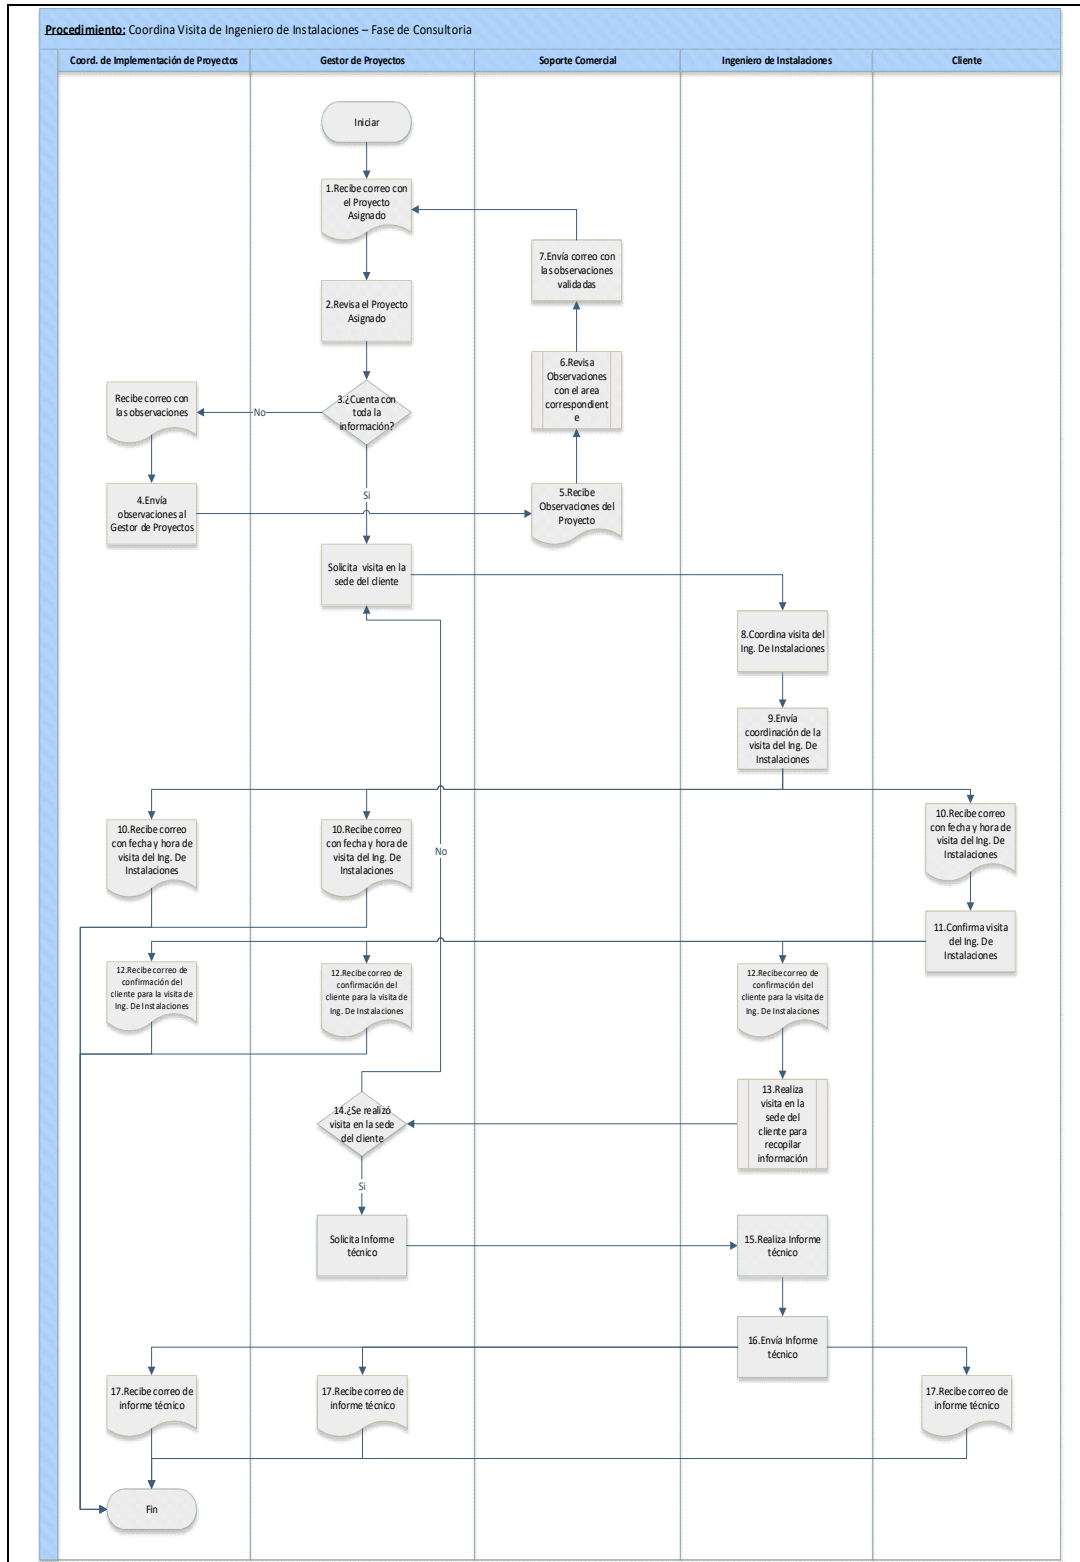 Procedimiento: Coordina Visita de Ingeniero de Instalaciones – Fase de Consultoria
Coord. de Implementación de Proyectos
Gestor de Proyectos
Soporte Comercial
Ingeniero de Instalaciones
Cliente
Iniciar
1.Recibe correo con
el Proyecto
Asignado
7.Envía correo con
las observaciones
validadas
2.Revisa el Proyecto
Asignado
6.Revisa
Observaciones
con el area
correspondient
e
Recibe correo con
las observaciones
No
3.¿Cuenta con
toda la
información?
Si
4.Envía
observaciones al
Gestor de Proyectos
5.Recibe
Observaciones del
Proyecto
Solicita visita en la
sede del cliente
8.Coordina visita del
Ing. De Instalaciones
9.Envía
coordinación de la
visita del Ing. De
Instalaciones
10.Recibe correo
con fecha y hora de
visita del Ing. De
Instalaciones
10.Recibe correo
con fecha y hora de
visita del Ing. De
Instalaciones
No
10.Recibe correo
con fecha y hora de
visita del Ing. De
Instalaciones
11.Confirma visita
del Ing. De
Instalaciones
12.Recibe correo de
confirmación del
cliente para la visita de
Ing. De Instalaciones
12.Recibe correo de
confirmación del
cliente para la visita de
Ing. De Instalaciones
12.Recibe correo de
confirmación del
cliente para la visita de
Ing. De Instalaciones
14.¿Se realizó
visita en la sede
del cliente
13.Realiza
visita en la
sede del
cliente para
recopilar
información
Si
Solicita Informe
técnico
15.Realiza Informe
técnico
16.Envía Informe
técnico
17.Recibe correo de
informe técnico
17.Recibe correo de
informe técnico
17.Recibe correo de
informe técnico
Fin